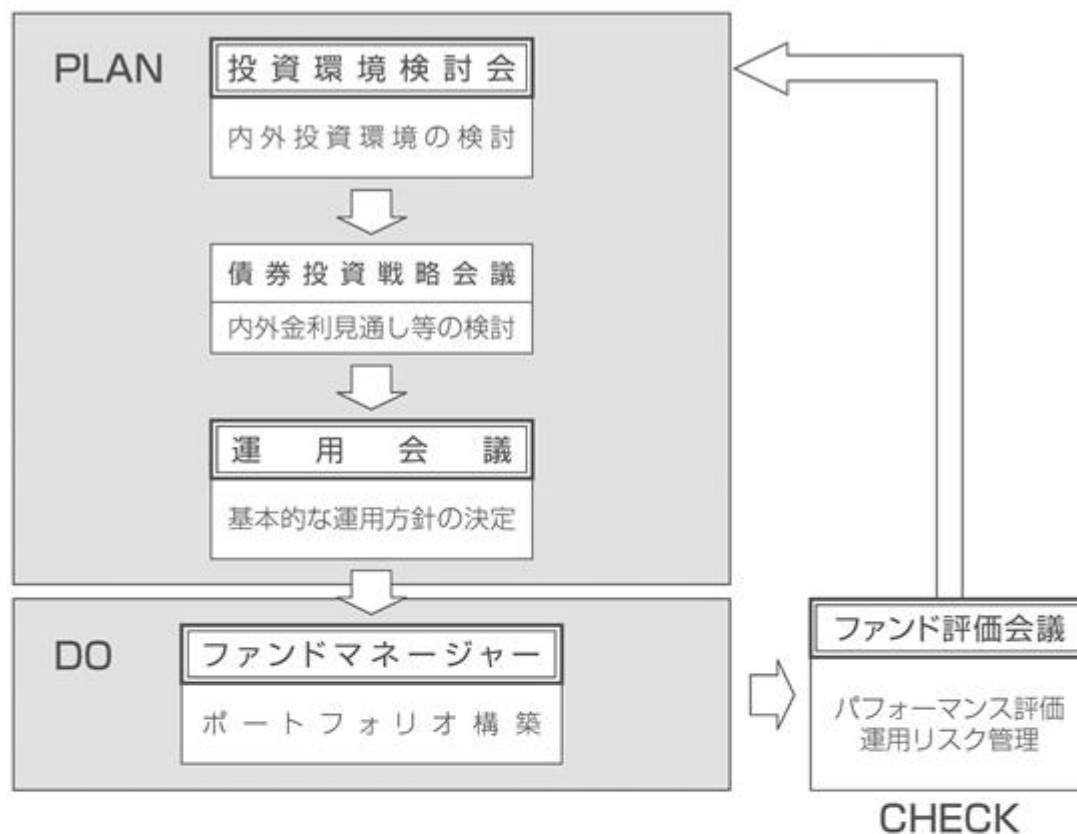 PLAN
投資環境検討会
内外投資環境の検討
債券投資戦略会議
内外金利見通し等の検討
運用会議
基本的な運用方針の決定
DO
ファンドマネージャー
ポートフォリオ構築
ファンド評価会議
パフォーマンス評価
運用リスク管理
CHECK